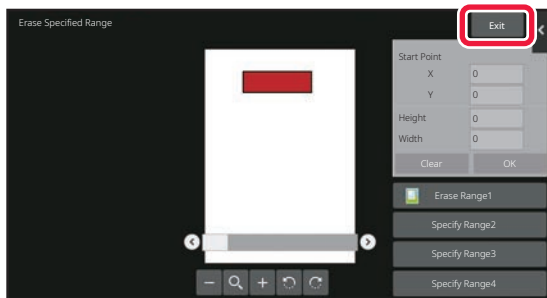 Erase Specified Range
Exit
Start Point
X 0
Y 0
Height 0
Width 0
Clear OK
Erase Range1
Specify Range2
Specify Range3
Specify Range4